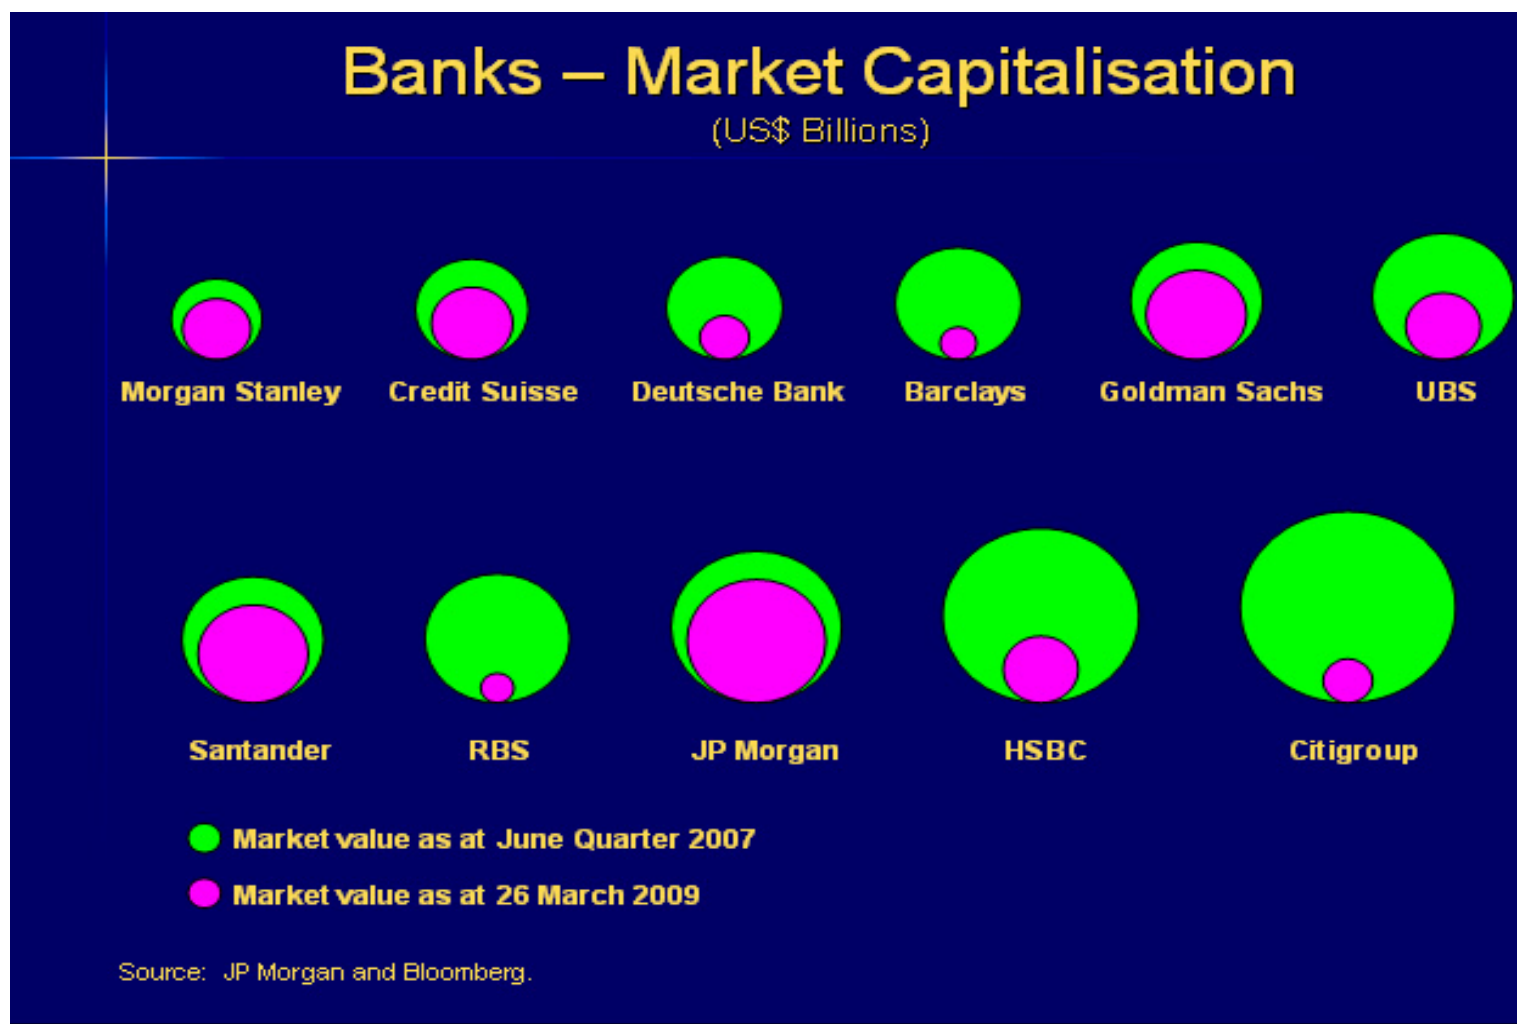 Banks – Market Capitalisation
(US$ Billions)
Morgan Stanley Credit Suisse Deutsche Bank Barclays Goldman Sachs UBS
Santander RBS JP Morgan HSBC Citigroup
Market value as at June Quarter 2007
Market value as at 26 March 2009
Source: JP Morgan and Bloomberg.